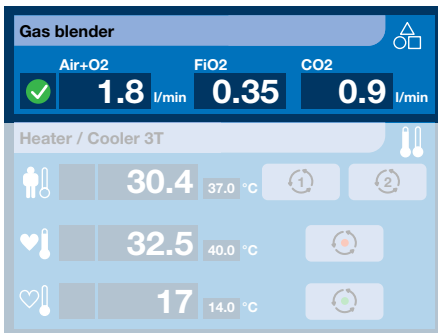 Gas blender
Air+O2 FiO2 CO2
1.8 l/min 0.35 0.9 l/min
Heater / Cooler 3T
30.4 37.0 °C 1 2
32.5 40.0 °C
17 14.0 °C